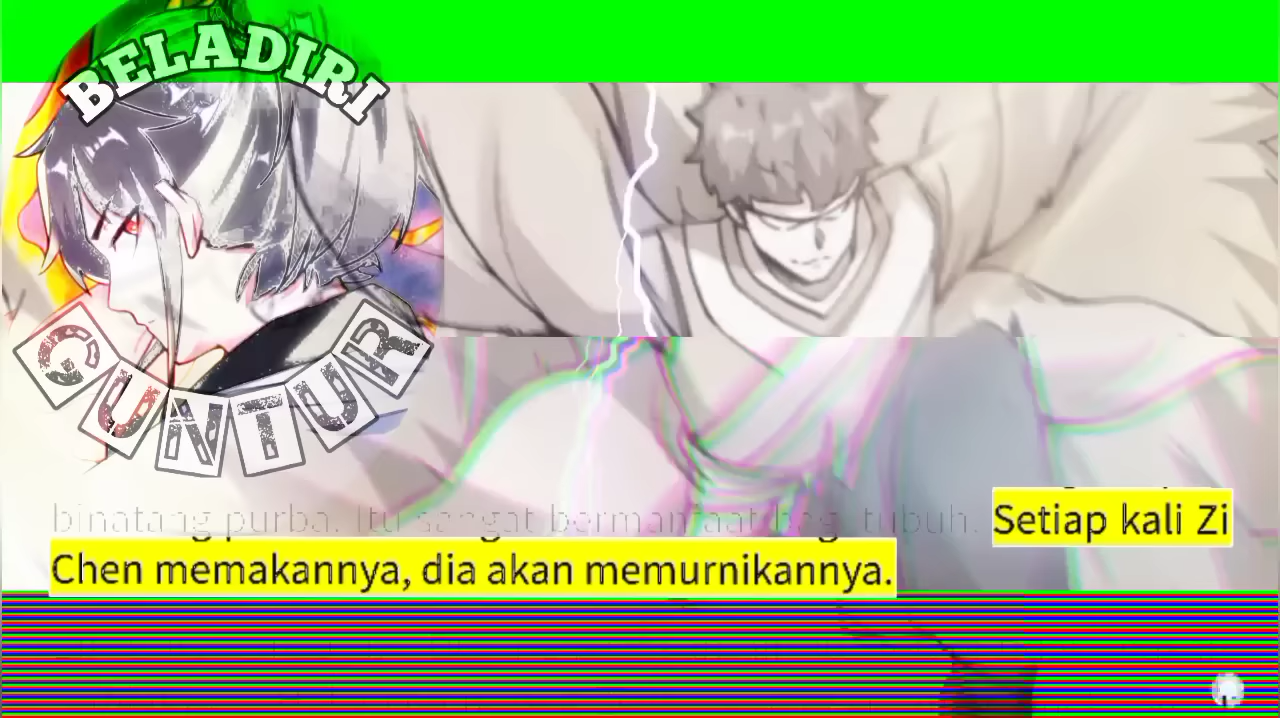 BELADIRI
GUNTUR
binatang purba. Itu sangat bermanfaat bagi tubuh. Setiap kali Zi
Chen memakannya, dia akan memurnikannya.